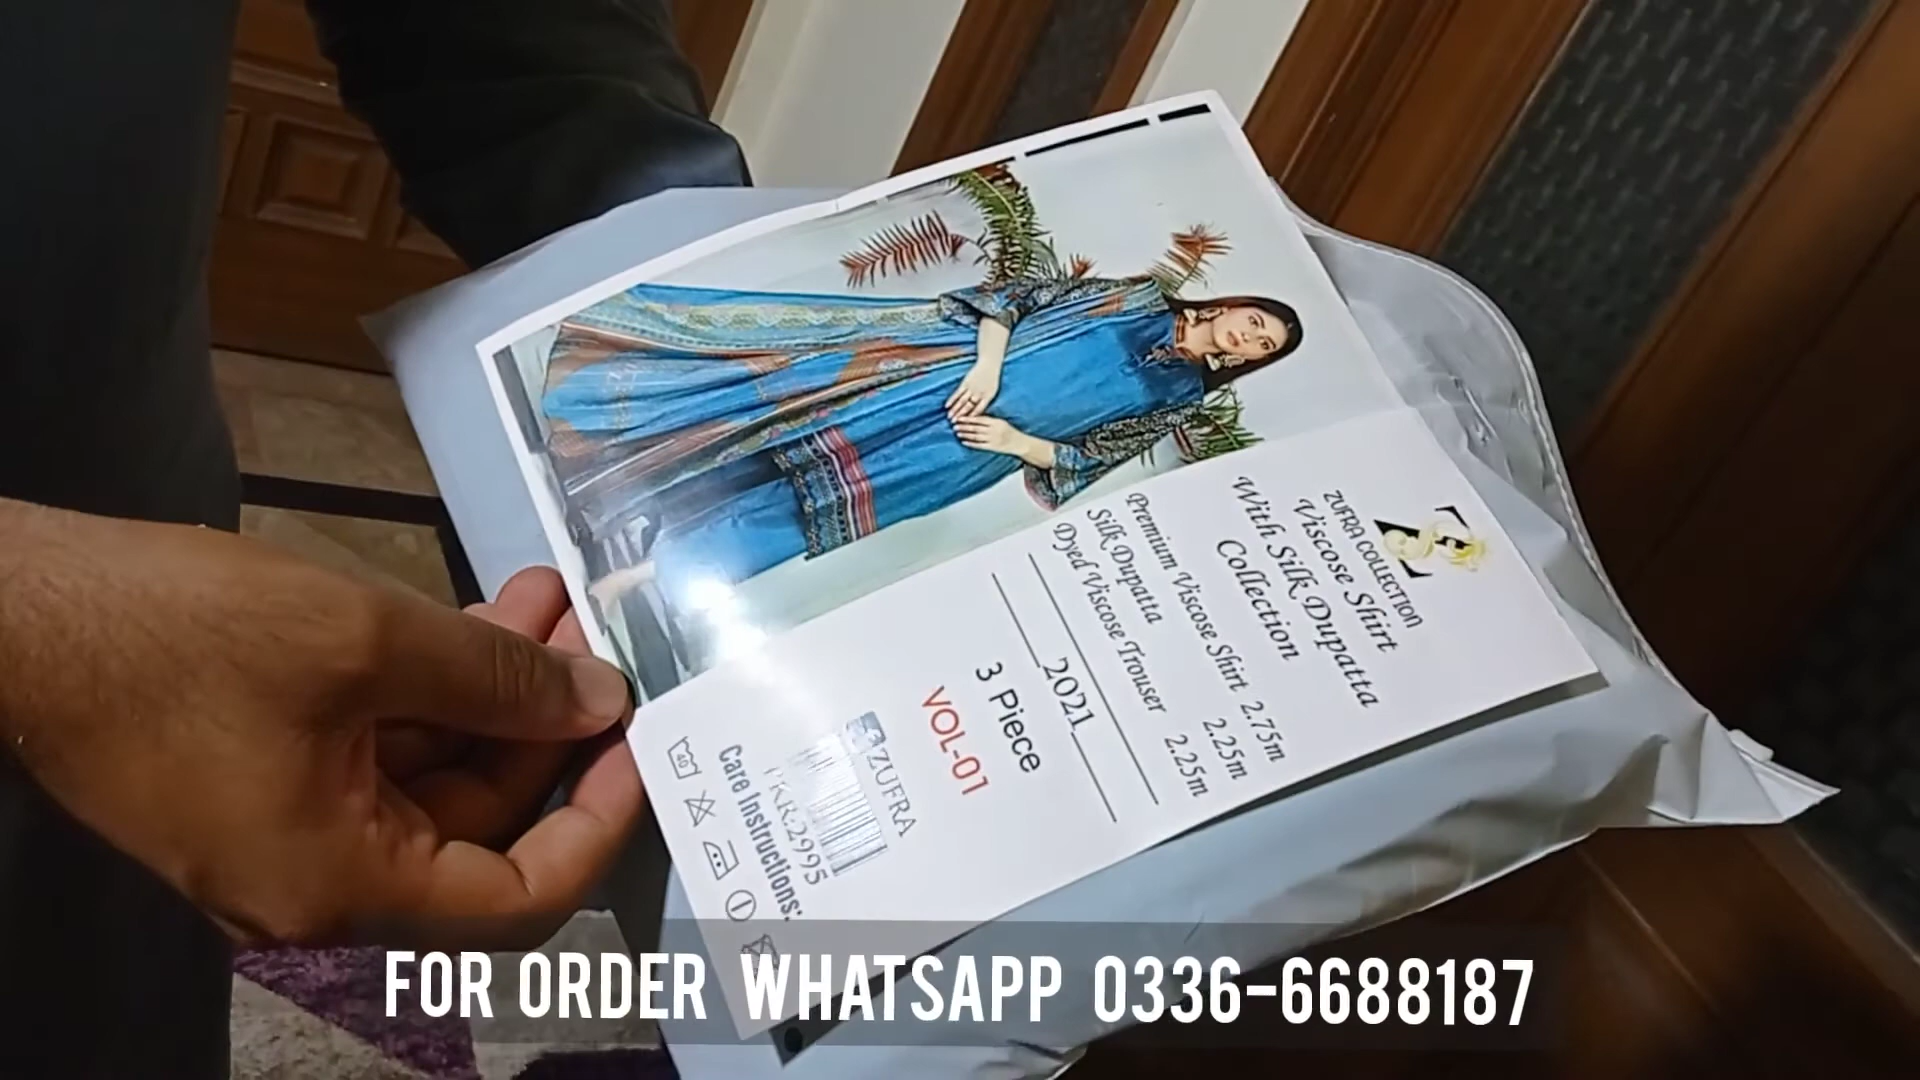 ZUFRA COLLECTION
Viscose Shirt
With Silk Dupatta
Collection
Premium Viscose Shirt 2.75m
Silk Dupatta 2.25m
Dyed Viscose Trouser 2.25m
2021
3 Piece
VOL-01
ZUFRA
PKR:2995
Care Instructions:
40
FOR ORDER WHATSAPP 0336-6688187